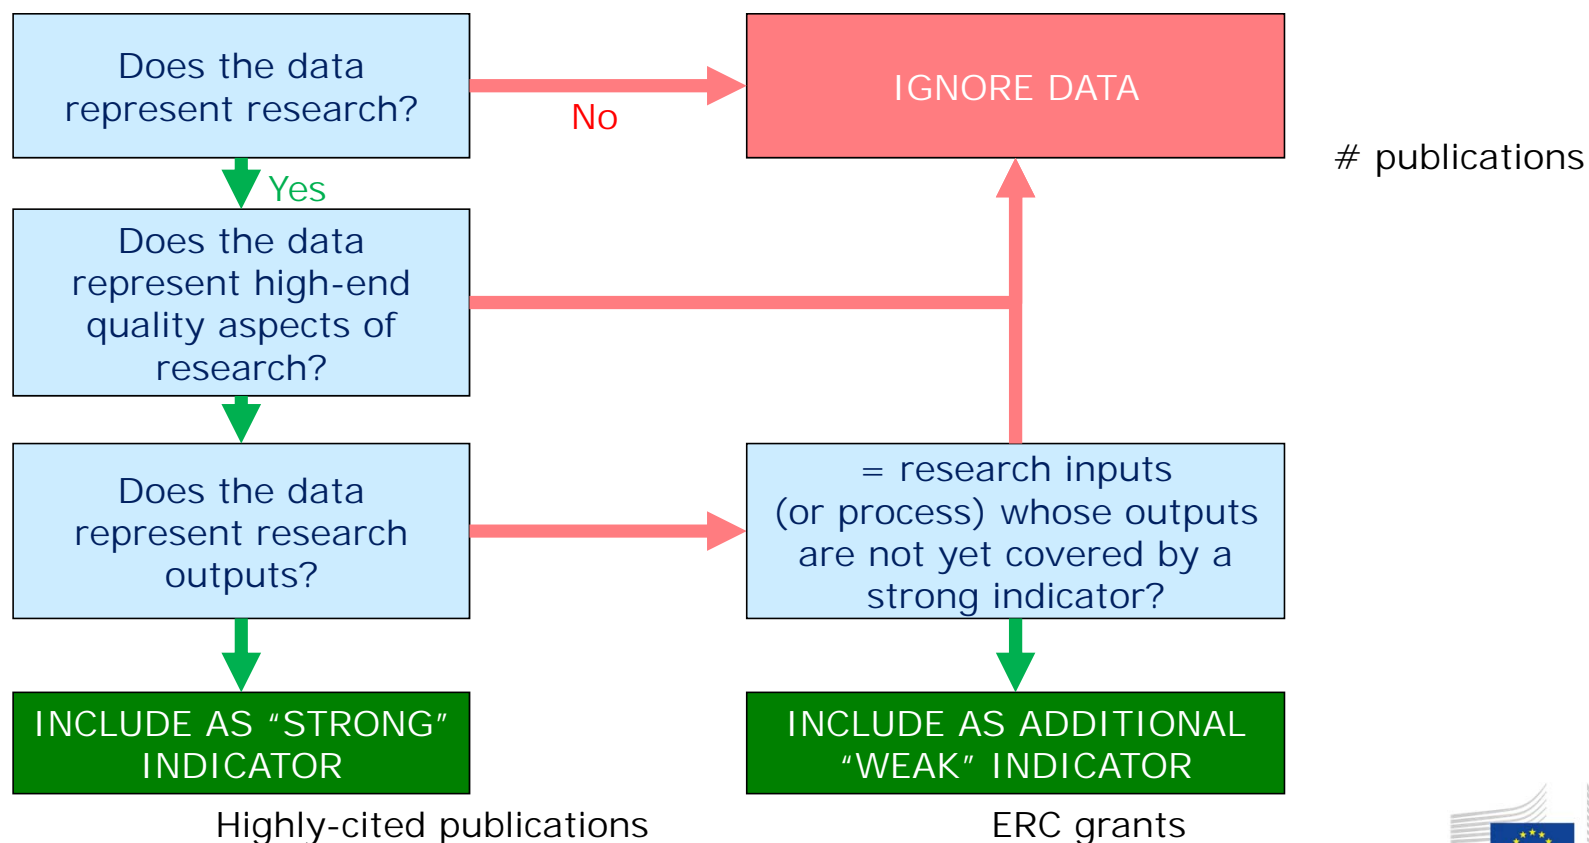 Does the data
represent research?
No
IGNORE DATA
# publications
Yes
Does the data
represent high-end
quality aspects of
research?
Does the data
represent research
outputs?
= research inputs
(or process) whose outputs
are not yet covered by a
strong indicator?
INCLUDE AS “STRONG”
INDICATOR
INCLUDE AS ADDITIONAL
“WEAK” INDICATOR
Highly-cited publications
ERC grants